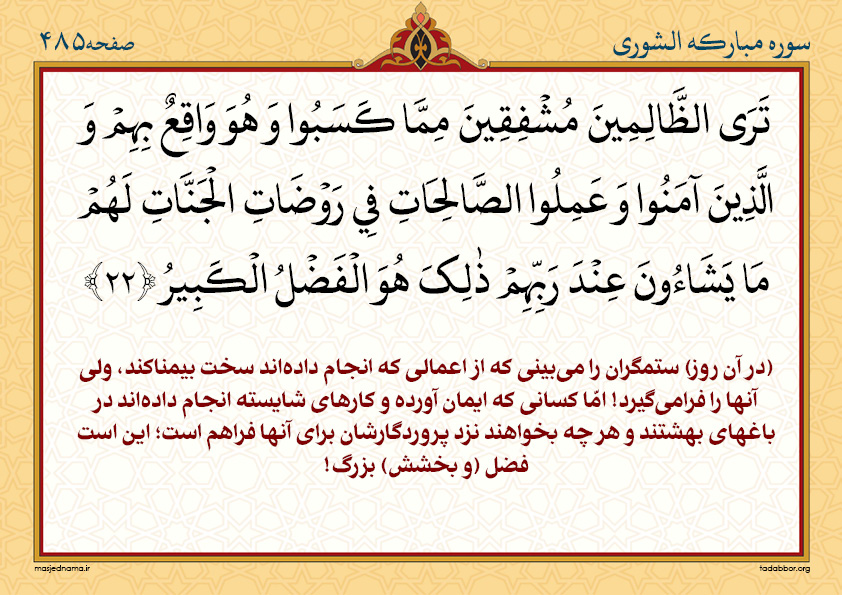 سوره مبارکه الشوری
صفحه۴۸۵
تَرَى الظَّالِمِينَ مُشْفِقِينَ مِمَّا كَسَبُوا وَ هُوَ وَاقِعٌ بِهِمْ وَ
الَّذِينَ آمَنُوا وَ عَمِلُوا الصَّالِحَاتِ فِي رَوْضَاتِ الْجَنَّاتِ لَهُمْ
مَا يَشَاءُونَ عِنْدَ رَبِّهِمْ ذٰلِکَ هُوَ الْفَضْلُ الْكَبِيرُ ﴿٢٢﴾
(در آن روز) ستمگران را می‌بینی که از اعمالی که انجام داده‌اند سخت بیمناکند، ولی
آنها را فرامی‌گیرد! امّا کسانی که ایمان آورده و کارهای شایسته انجام داده‌اند در
باغهای بهشتند و هر چه بخواهند نزد پروردگارشان برای آنها فراهم است؛ این است
فضل (و بخشش) بزرگ!
masjednama.ir
tadabbor.org